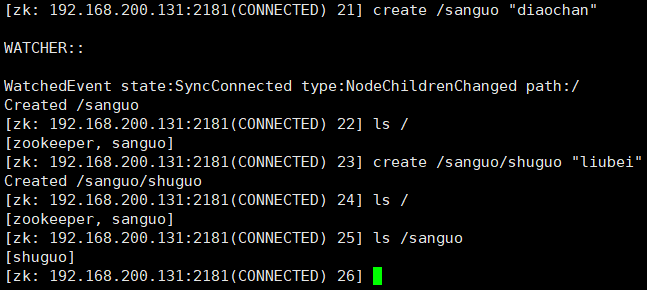 [zk: 192.168.200.131:2181(CONNECTED) 21] create /sanguo "diaochan"
WATCHER::
WatchedEvent state:SyncConnected type:NodeChildrenChanged path:/
Created /sanguo
[zk: 192.168.200.131:2181(CONNECTED) 22] ls /
[zookeeper, sanguo]
[zk: 192.168.200.131:2181(CONNECTED) 23] create /sanguo/shuguo "liubei"
Created /sanguo/shuguo
[zk: 192.168.200.131:2181(CONNECTED) 24] ls /
[zookeeper, sanguo]
[zk: 192.168.200.131:2181(CONNECTED) 25] ls /sanguo
[shuguo]
[zk: 192.168.200.131:2181(CONNECTED) 26]